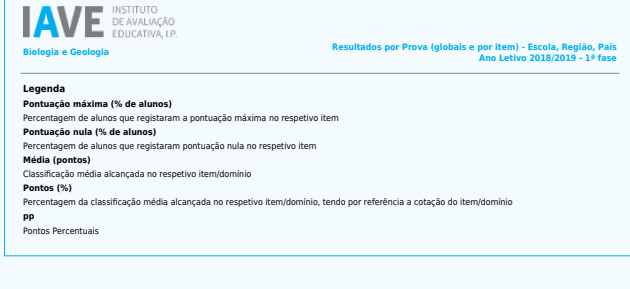 IAVE INSTITUTO
DE AVALIAÇÃO
EDUCATIVA, I.P.
Biologia e Geologia
Resultados por Prova (globais e por item) - Escola, Região, País
Ano Letivo 2018/2019 - 1ª fase
Legenda
Pontuação máxima (% de alunos)
Percentagem de alunos que registaram a pontuação máxima no respetivo item
Pontuação nula (% de alunos)
Percentagem de alunos que registaram pontuação nula no respetivo item
Média (pontos)
Classificação média alcançada no respetivo item/domínio
Pontos (%)
Percentagem da classificação média alcançada no respetivo item/domínio, tendo por referência a cotação do item/domínio
pp
Pontos Percentuais